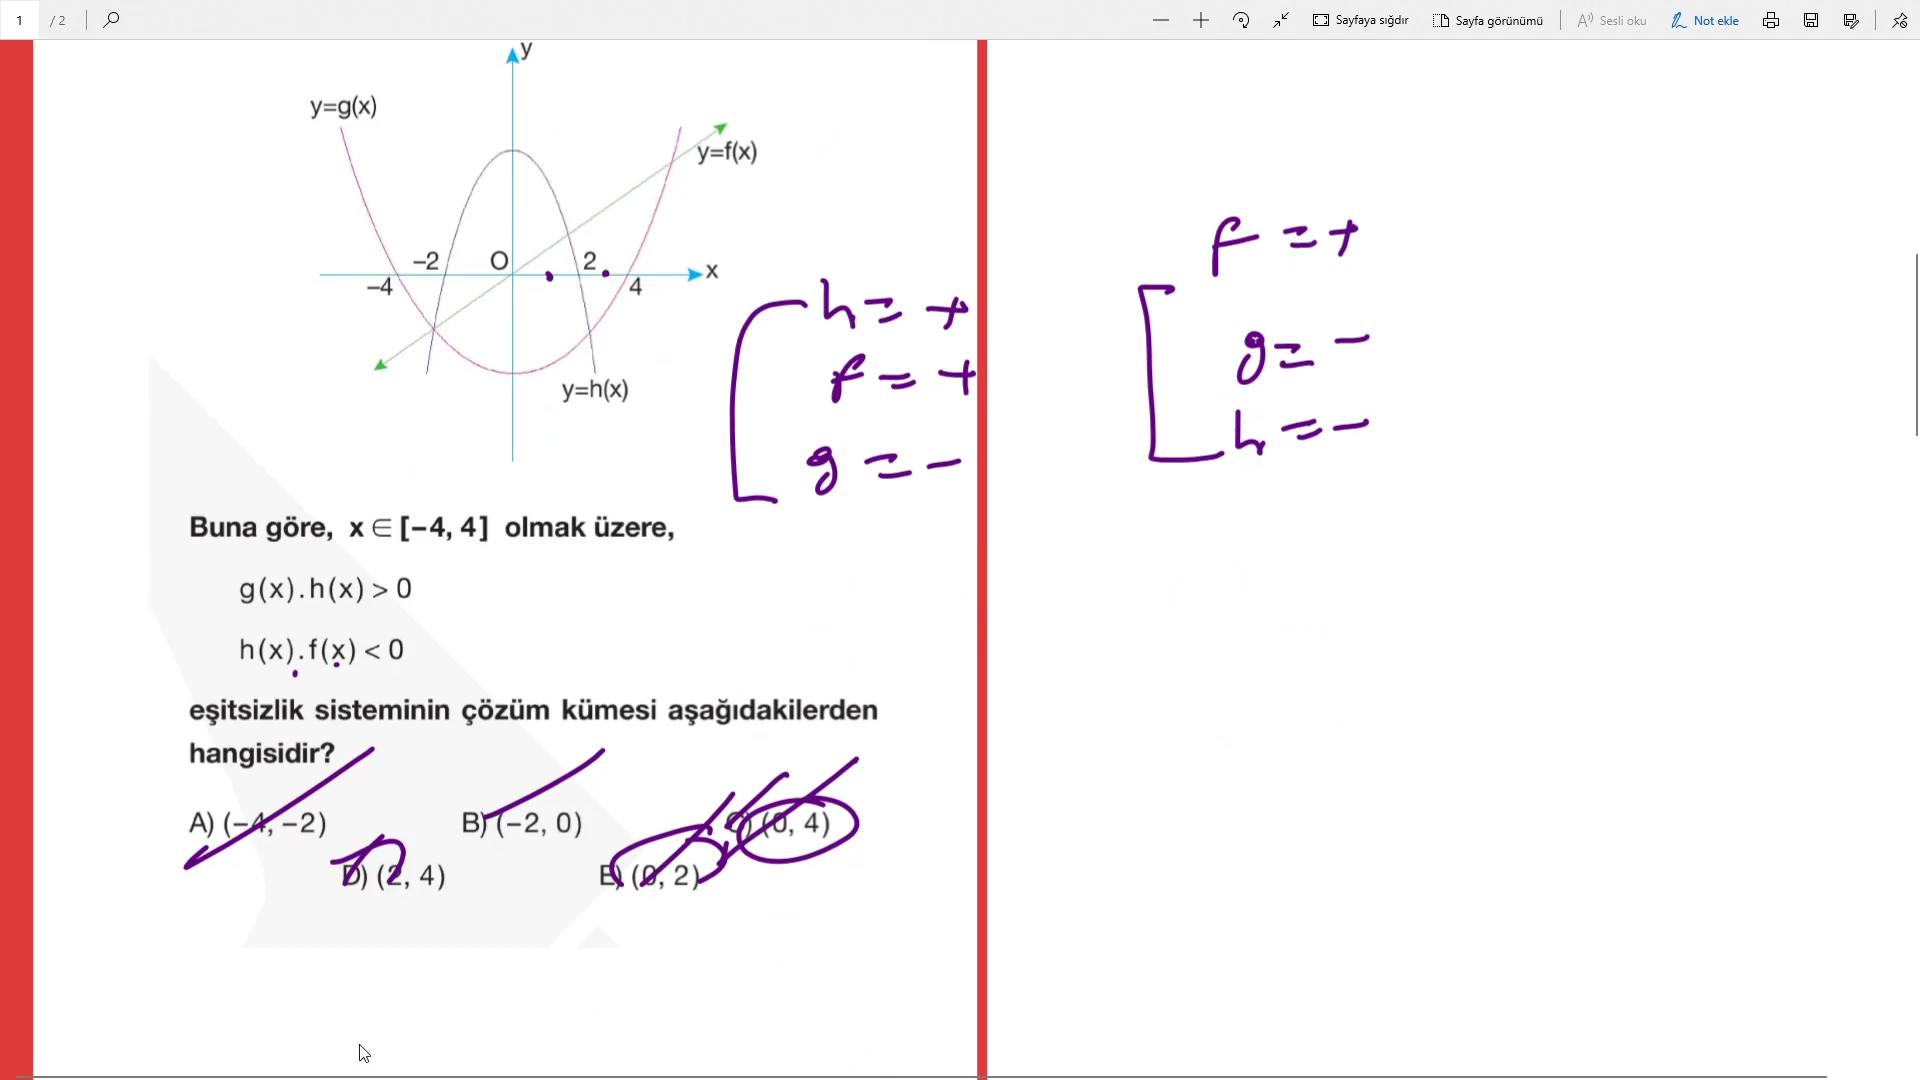 1 / 2 Sayfaya sığdır Sayfa görünümü Sesli oku Not ekle
y
y=g(x)
y=f(x)
–2 O 2 x
–4 4
y=h(x)
h = +
f = +
g = –
f = +
g = –
h = –
Buna göre, x ∈ [–4, 4] olmak üzere,
g(x).h(x) > 0
h(x).f(x) < 0
eşitsizlik sisteminin çözüm kümesi aşağıdakilerden
hangisidir?
A) (–4, –2) B) (–2, 0) C) (0, 4)
D) (2, 4) E) (0, 2)